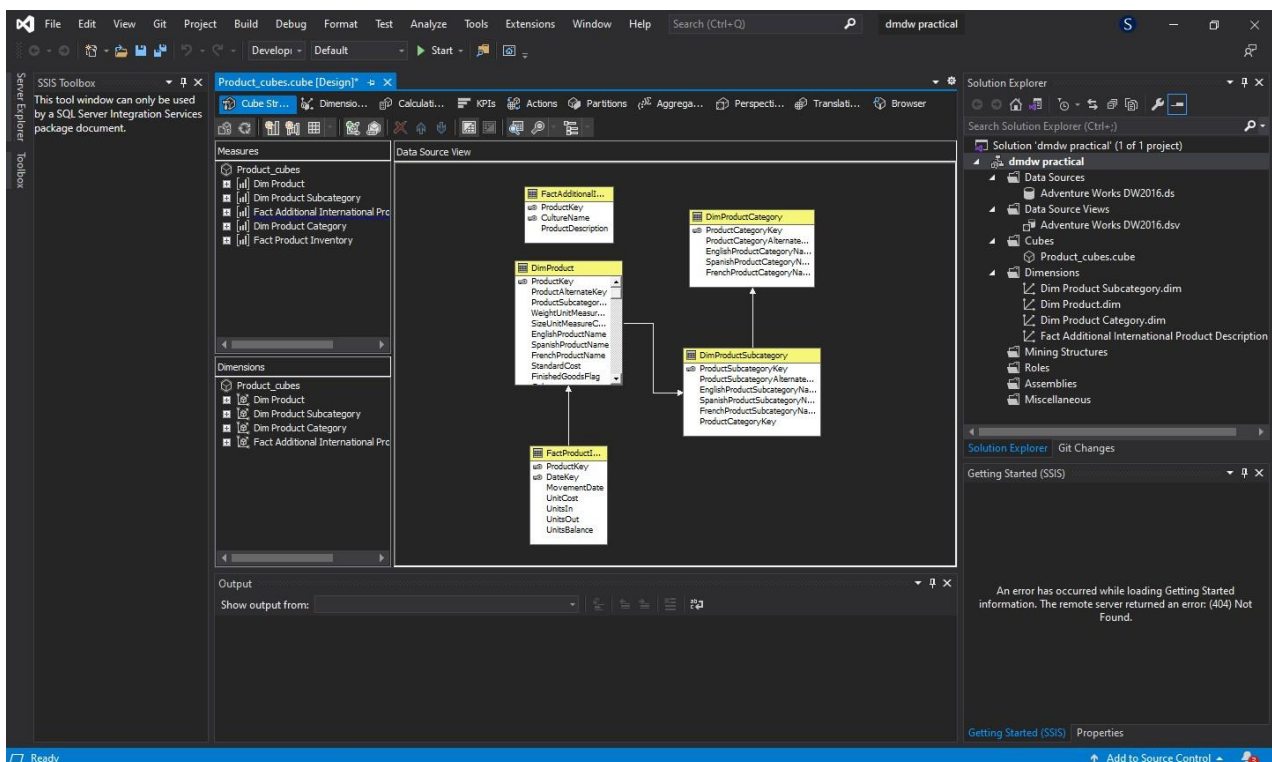 File Edit View Git Project Build Debug Format Test Analyze Tools Extensions Window Help Search (Ctrl+Q) dmdw practical S
Develop Default Start
Server Explorer
Toolbox
SSIS Toolbox
This tool window can only be used
by a SQL Server Integration Services
package document.
Product_cubes.cube [Design]*
Cube Str... Dimensio... Calculati... KPIs Actions Partitions Aggrega... Perspecti... Translati... Browser
Measures
Product_cubes
Dim Product
Dim Product Subcategory
Fact Additional International Prc
Dim Product Category
Fact Product Inventory
Dimensions
Product_cubes
Dim Product
Dim Product Subcategory
Dim Product Category
Fact Additional International Prc
Data Source View
FactAdditionalI...
ProductKey
CultureName
ProductDescription
DimProduct
ProductKey
ProductAlternateKey
ProductSubcategor...
WeightUnitMeasur...
SizeUnitMeasureC...
EnglishProductName
SpanishProductName
FrenchProductName
StandardCost
FinishedGoodsFlag
FactProductI...
ProductKey
DateKey
MovementDate
UnitCost
UnitsIn
UnitsOut
UnitsBalance
DimProductCategory
ProductCategoryKey
ProductCategoryAlternate...
EnglishProductCategoryNa...
SpanishProductCategoryN...
FrenchProductCategoryNa...
DimProductSubcategory
ProductSubcategoryKey
ProductSubcategoryAlternate...
EnglishProductSubcategoryNa...
SpanishProductSubcategoryN...
FrenchProductSubcategoryNa...
ProductCategoryKey
Output
Show output from:
Solution Explorer
Search Solution Explorer (Ctrl+;)
Solution 'dmdw practical' (1 of 1 project)
dmdw practical
Data Sources
Adventure Works DW2016.ds
Data Source Views
Adventure Works DW2016.dsv
Cubes
Product_cubes.cube
Dimensions
Dim Product Subcategory.dim
Dim Product.dim
Dim Product Category.dim
Fact Additional International Product Description
Mining Structures
Roles
Assemblies
Miscellaneous
Solution Explorer Git Changes
Getting Started (SSIS)
An error has occurred while loading Getting Started
information. The remote server returned an error: (404) Not
Found.
Getting Started (SSIS) Properties
Ready Add to Source Control